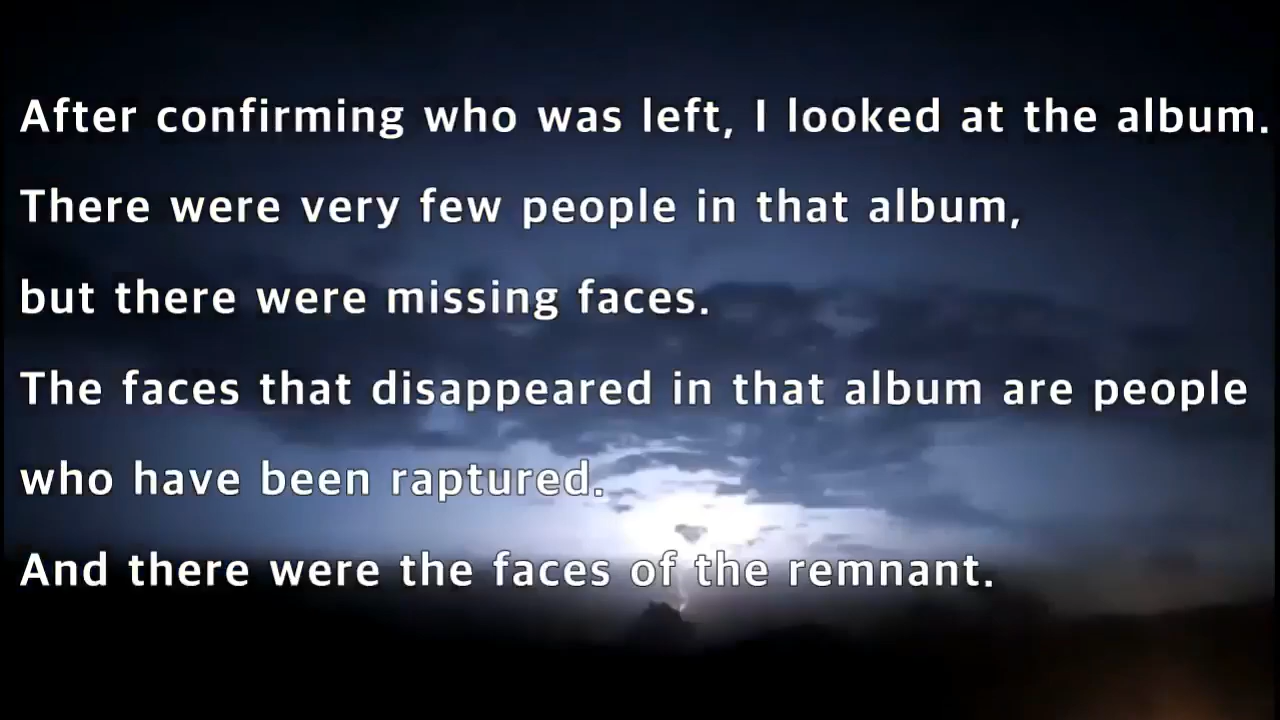 After confirming who was left, I looked at the album.
There were very few people in that album,
but there were missing faces.
The faces that disappeared in that album are people
who have been raptured.
And there were the faces of the remnant.